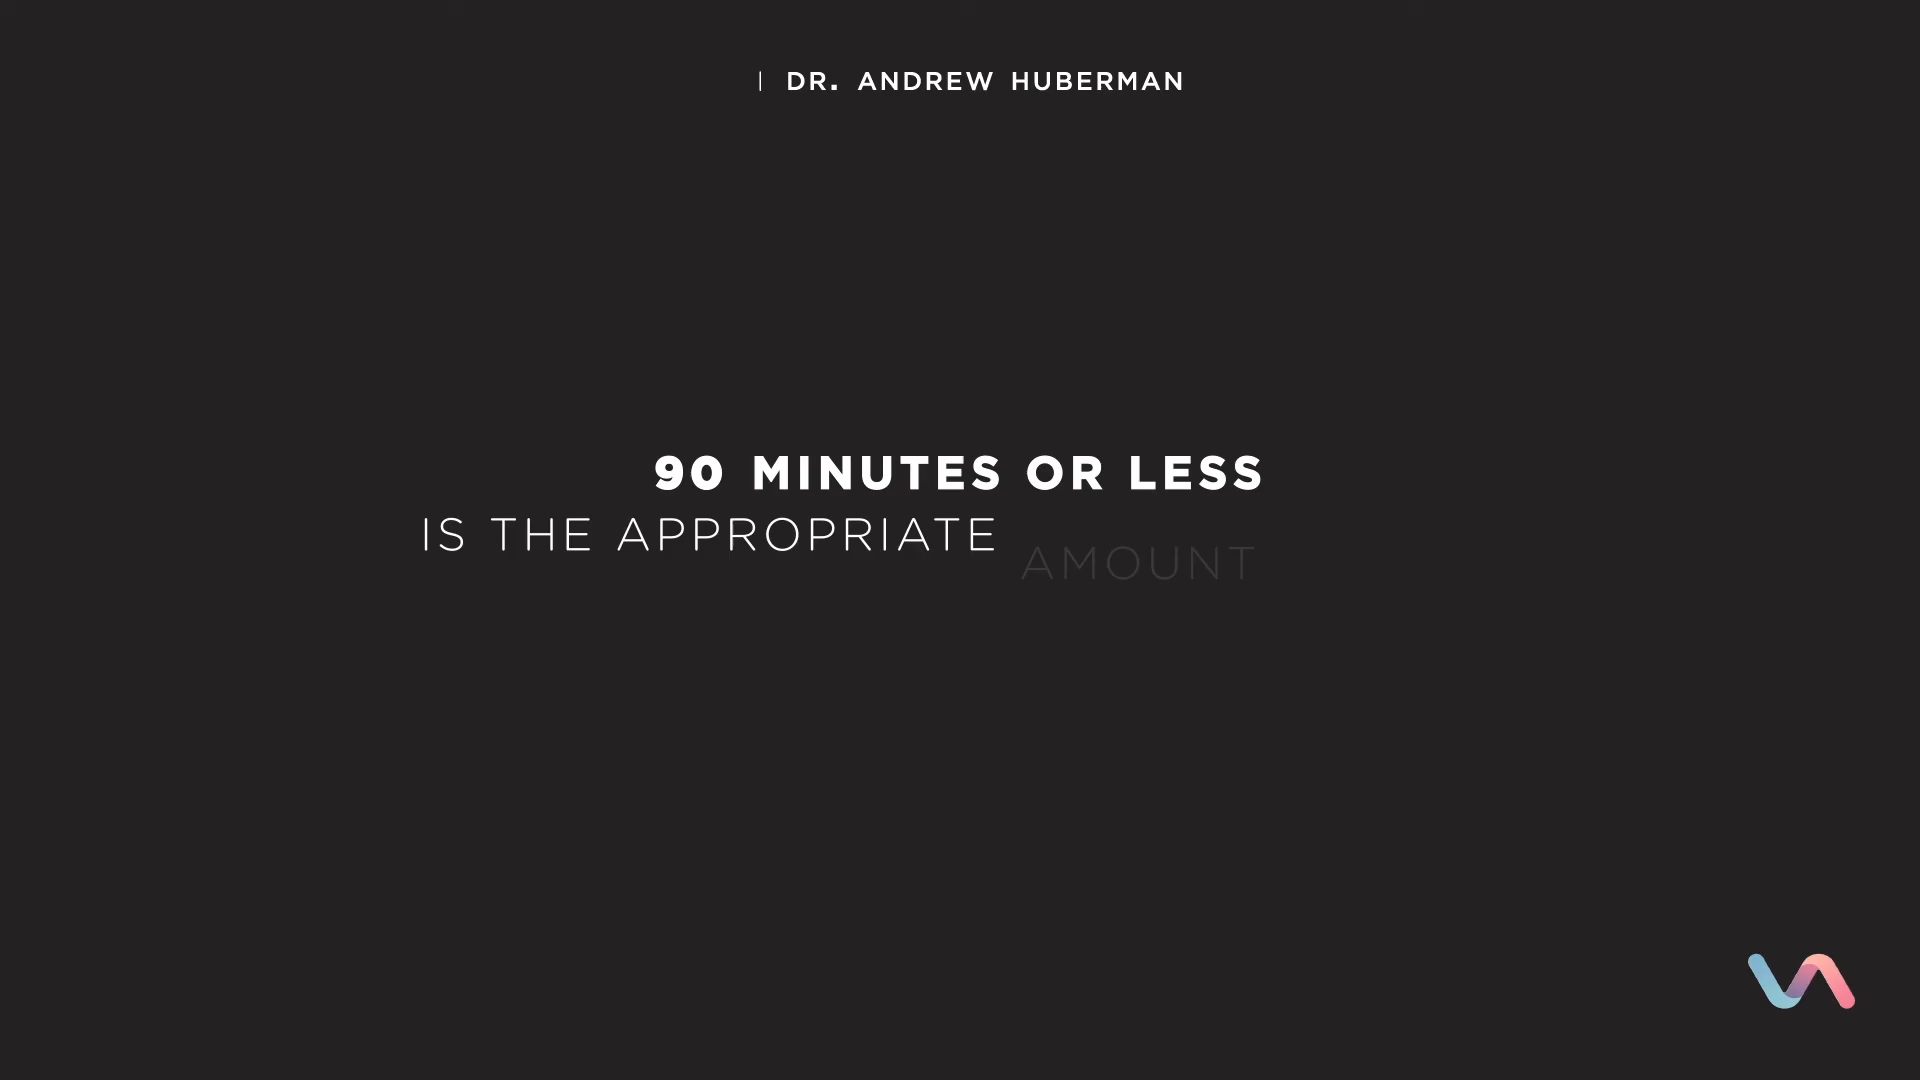 | DR. ANDREW HUBERMAN
90 MINUTES OR LESS
IS THE APPROPRIATE AMOUNT